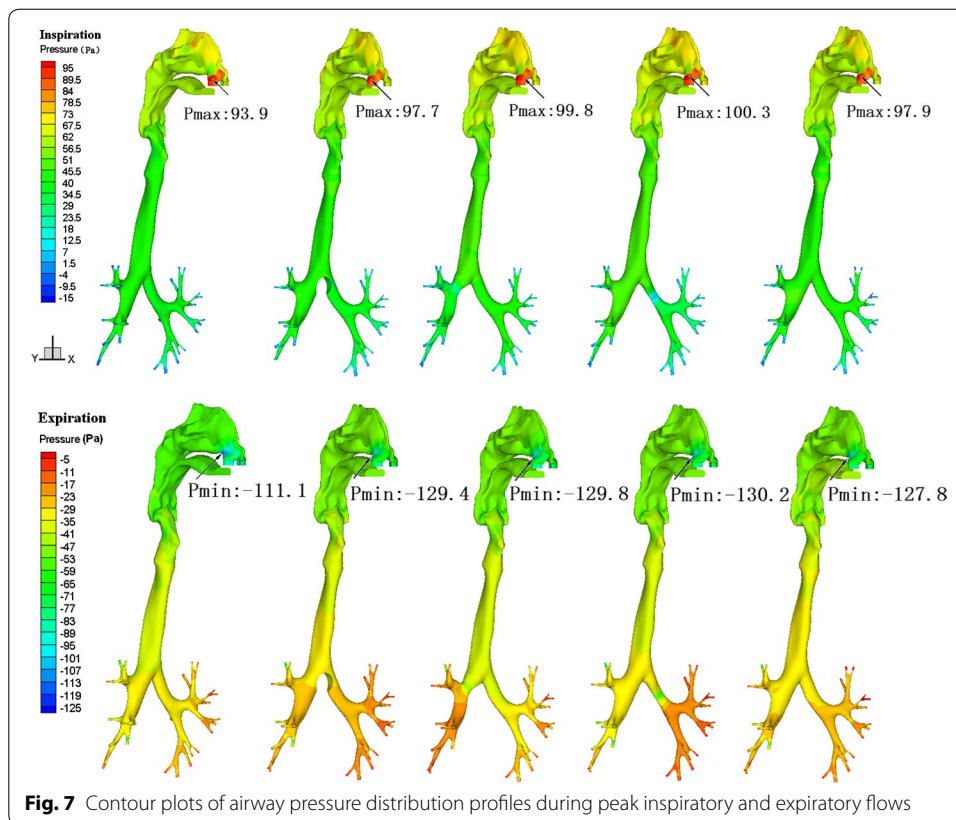 Inspiration
Pressure (Pa)
95
89.5
84
78.5
73
67.5
62
56.5
51
45.5
40
34.5
29
23.5
18
12.5
7
1.5
-4
-9.5
-15
Pmax:93.9
Pmax:97.7
Pmax:99.8
Pmax:100.3
Pmax:97.9
Y X
Expiration
Pressure (Pa)
-5
-11
-17
-23
-29
-35
-41
-47
-53
-59
-65
-71
-77
-83
-89
-95
-101
-107
-113
-119
-125
Pmin:-111.1
Pmin:-129.4
Pmin:-129.8
Pmin:-130.2
Pmin:-127.8
Fig. 7 Contour plots of airway pressure distribution profiles during peak inspiratory and expiratory flows